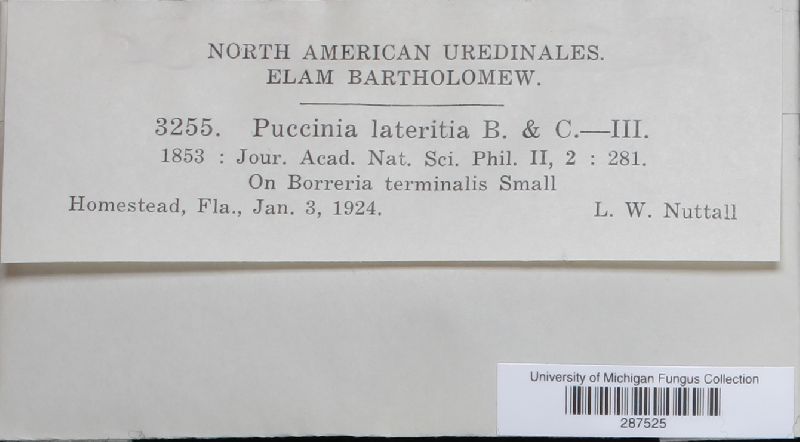 NORTH AMERICAN UREDINALES.
ELAM BARTHOLOMEW.
3255. Puccinia lateritia B. & C.—III.
1853 : Jour. Acad. Nat. Sci. Phil. II, 2 : 281.
On Borreria terminalis Small
Homestead, Fla., Jan. 3, 1924. L. W. Nuttall
University of Michigan Fungus Collection
287525